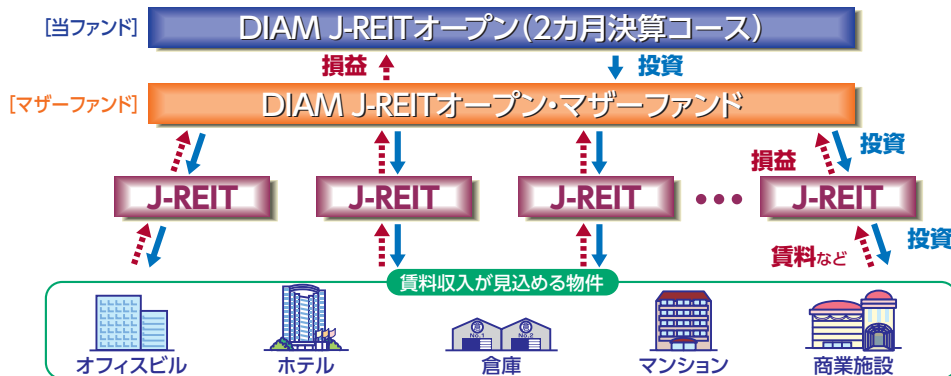 [当ファンド]
DIAM J-REITオープン(2カ月決算コース)
損益
投資
[マザーファンド]
DIAM J-REITオープン・マザーファンド
損益
投資
J-REIT
J-REIT
J-REIT
•••
J-REIT
賃料など
投資
賃料収入が見込める物件
No.1
No.2
オフィスビル
ホテル
倉庫
マンション
商業施設